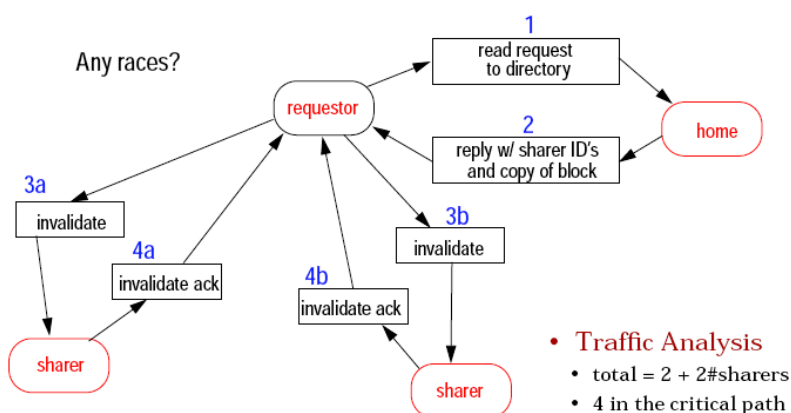 Any races?
1
read request
to directory
requestor
home
2
reply w/ sharer ID's
and copy of block
3a
invalidate
3b
invalidate
4a
invalidate ack
4b
invalidate ack
sharer
sharer
• Traffic Analysis
• total = 2 + 2#sharers
• 4 in the critical path